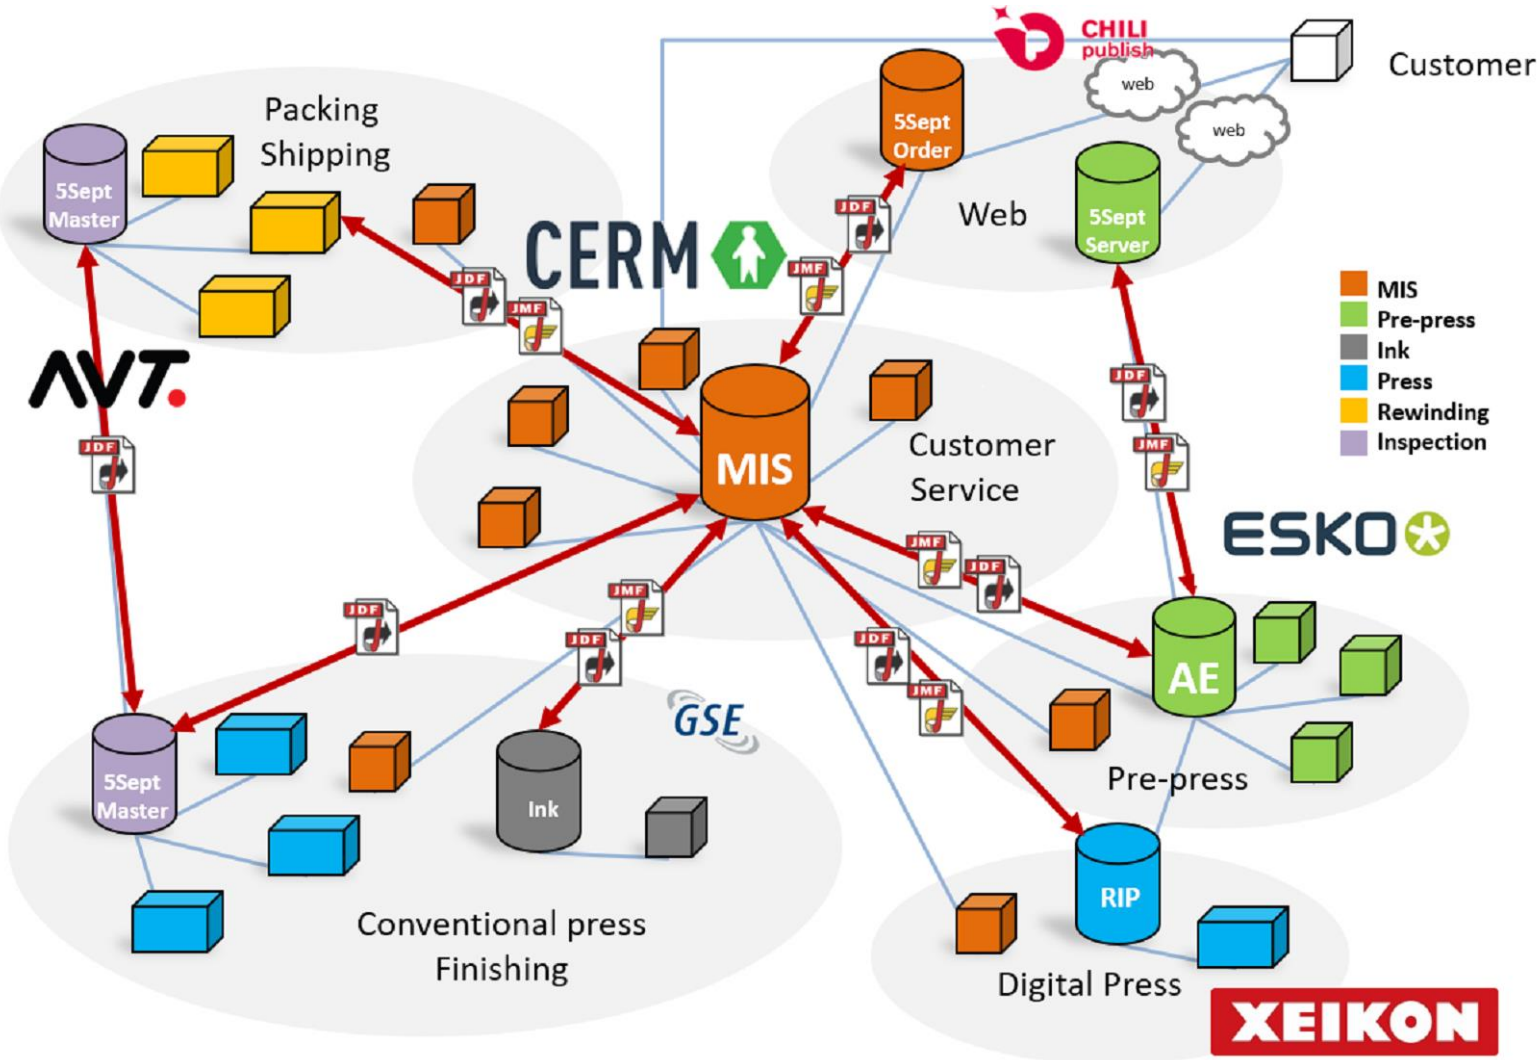 CHILI
publish
Customer
web
web
Packing
Shipping
5Sept
Order
5Sept
Master
5Sept
Server
Web
JDF
JMF
CERM
JDF
JMF
MIS
Pre-press
Ink
Press
Rewinding
Inspection
AVT.
JDF
JDF
JMF
Customer
Service
MIS
ESKO
JMF
JDF
JMF
JDF
JDF
JDF
JMF
AE
GSE
5Sept
Master
Ink
Pre-press
RIP
Conventional press
Finishing
Digital Press
XEIKON